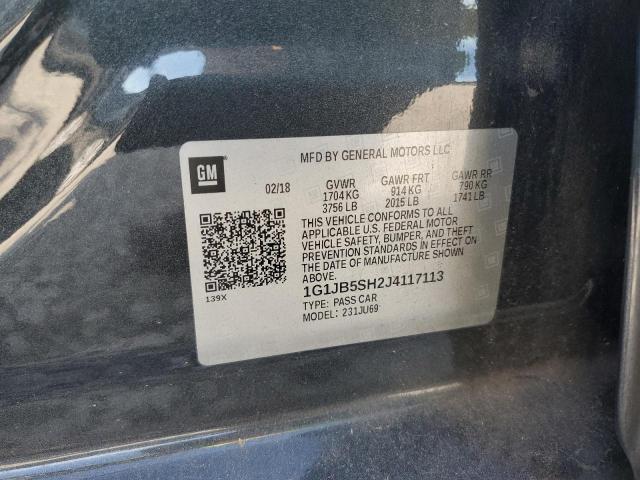 GM
MFD BY GENERAL MOTORS LLC
02/18 GVWR GAWR FRT GAWR RR
1704 KG 914 KG 790 KG
3756 LB 2015 LB 1741 LB
THIS VEHICLE CONFORMS TO ALL
APPLICABLE U.S. FEDERAL MOTOR
VEHICLE SAFETY, BUMPER, AND THEFT
PREVENTION STANDARDS IN EFFECT ON
THE DATE OF MANUFACTURE SHOWN
ABOVE.
139X
1G1JB5SH2J4117113
TYPE: PASS CAR
MODEL: 231JU69